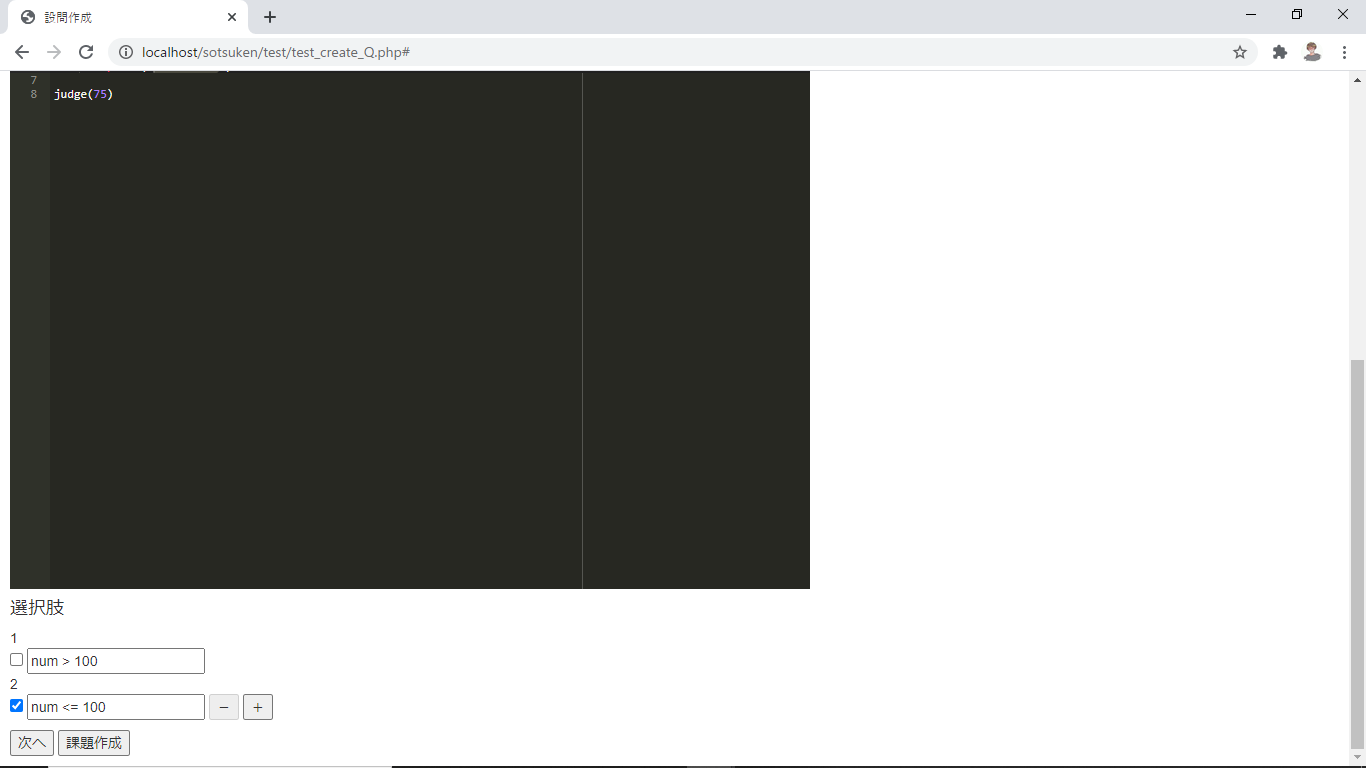 設問作成
localhost/sotsuken/test/test_create_Q.php#
7
8 judge(75)
選択肢
1
num > 100
2
num <= 100 − +
次へ 課題作成